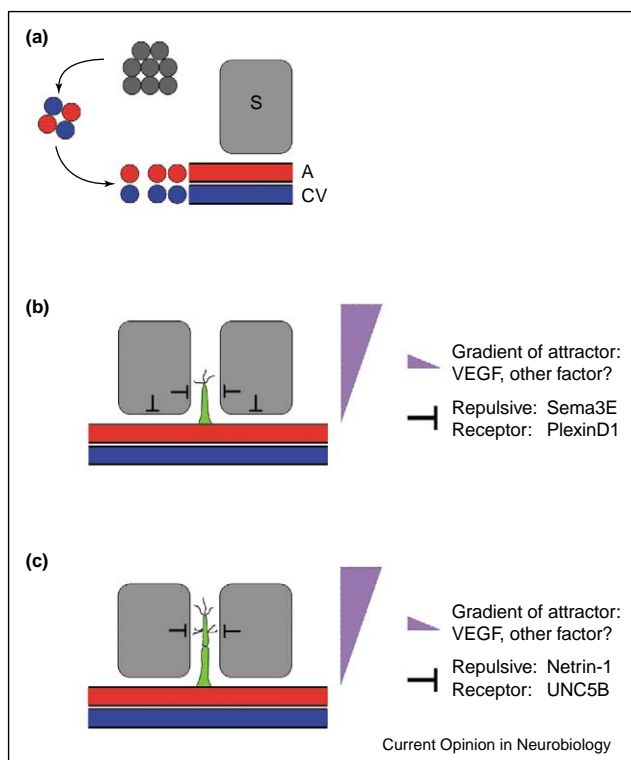 (a)
S
A
CV
(b)
Gradient of attractor:
VEGF, other factor?
Repulsive: Sema3E
Receptor: PlexinD1
(c)
Gradient of attractor:
VEGF, other factor?
Repulsive: Netrin-1
Receptor: UNC5B
Current Opinion in Neurobiology